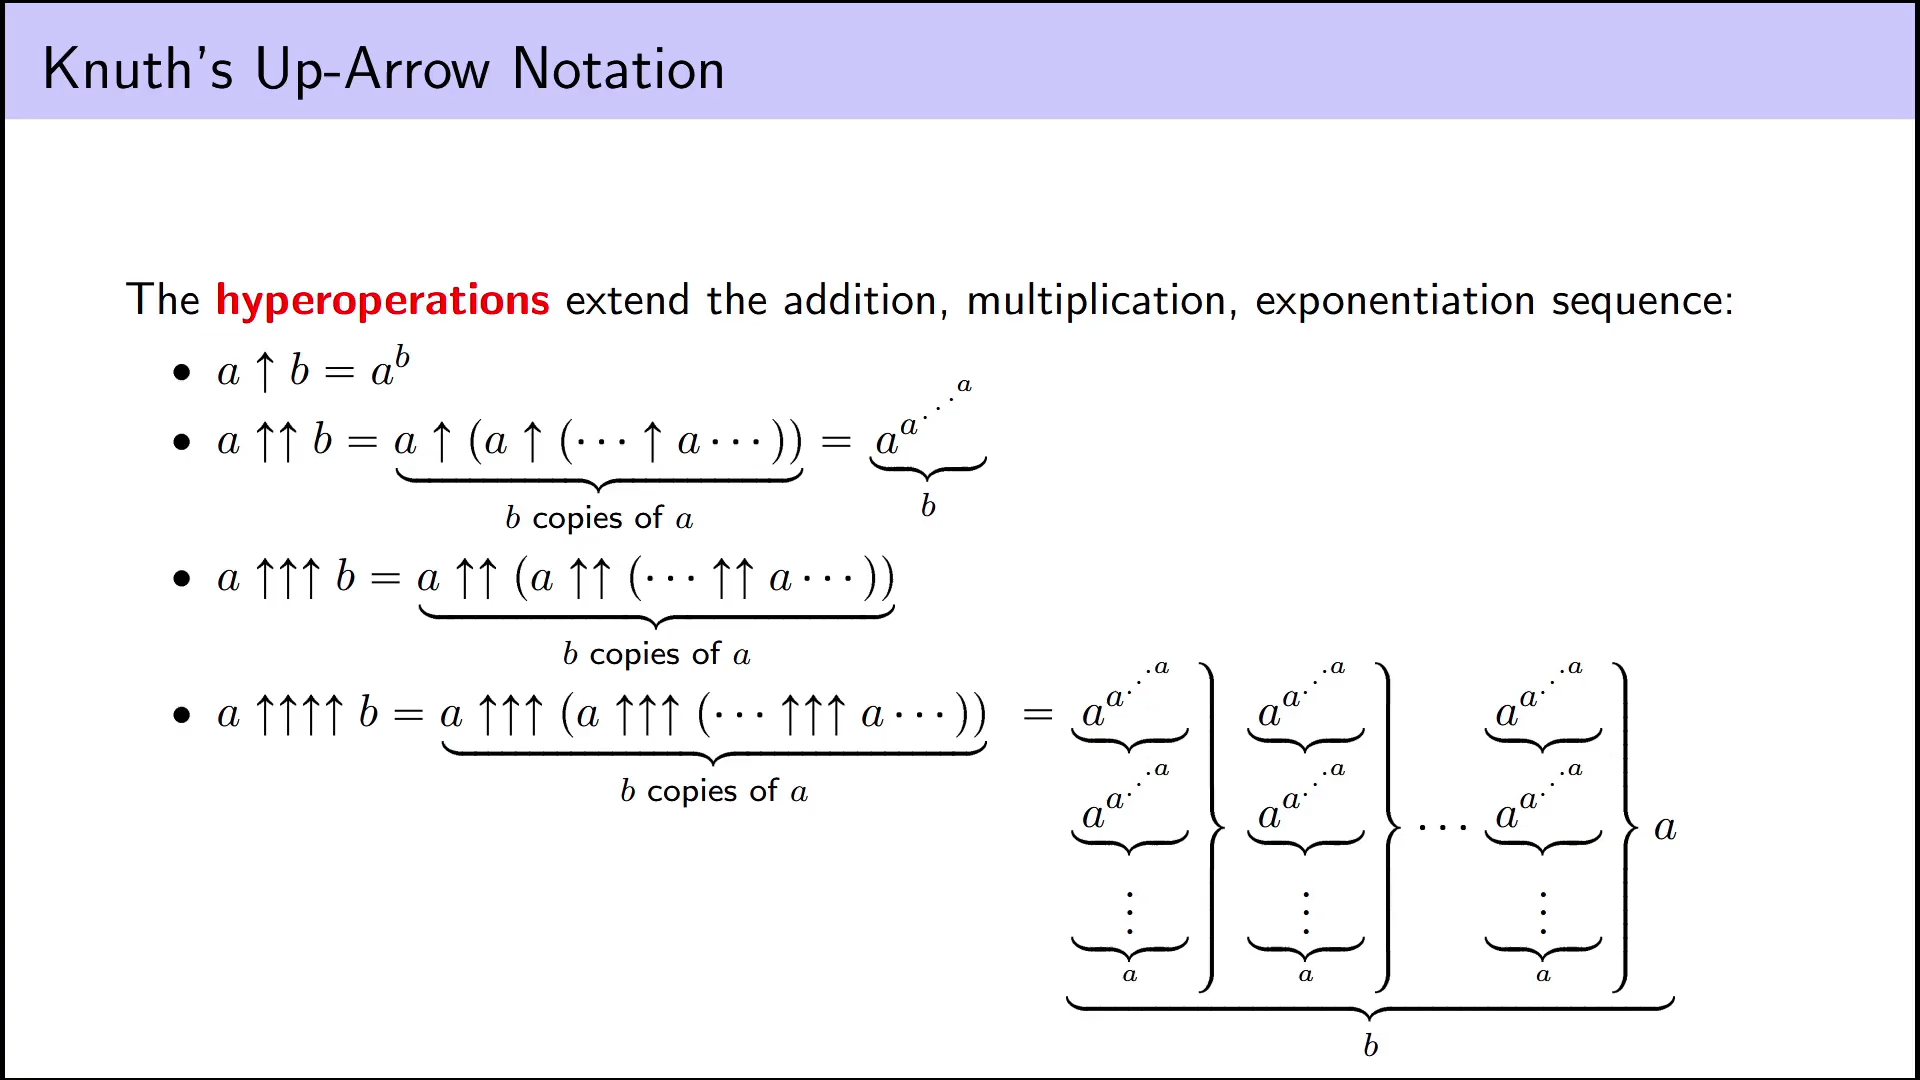 Knuth's Up-Arrow Notation
The hyperoperations extend the addition, multiplication, exponentiation sequence:
• a ↑ b = a^b
• a ↑↑ b = a ↑ (a ↑ (··· ↑ a ···)) = a^{a^{⋰^{a}}}
b copies of a
b
• a ↑↑↑ b = a ↑↑ (a ↑↑ (··· ↑↑ a ···))
b copies of a
• a ↑↑↑↑ b = a ↑↑↑ (a ↑↑↑ (··· ↑↑↑ a ···)) = a^{a^{⋰^{a}}} } a^{a^{⋰^{a}}} } a^{a^{⋰^{a}}} }
b copies of a
a^{a^{⋰^{a}}} a^{a^{⋰^{a}}} ··· a^{a^{⋰^{a}}} a
⋮ ⋮ ⋮
a a a
b